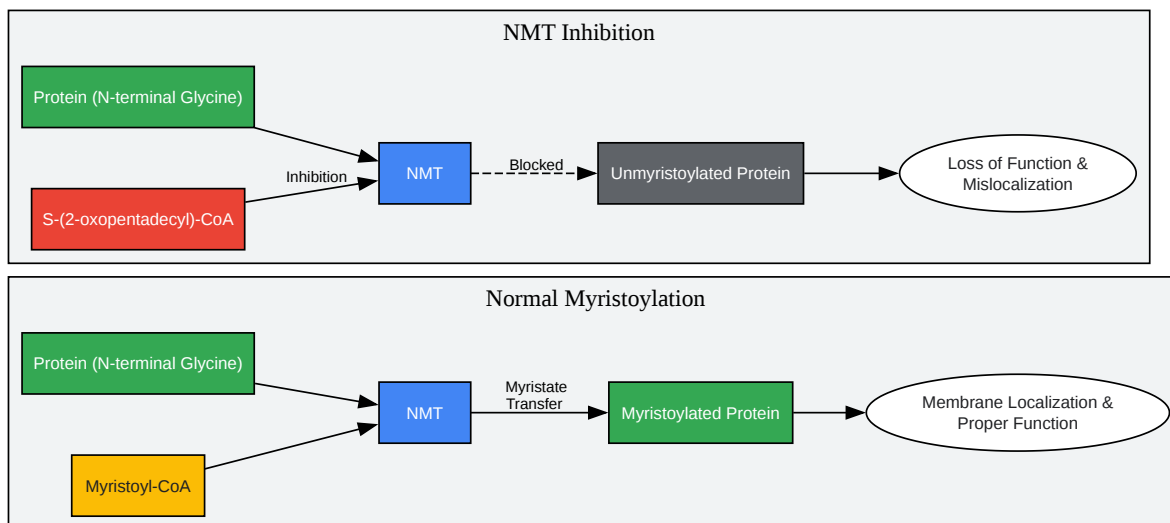 NMT Inhibition
Protein (N-terminal Glycine)
S-(2-oxopentadecyl)-CoA
Inhibition
NMT
Blocked
Unmyristoylated Protein
Loss of Function &
Mislocalization
Normal Myristoylation
Protein (N-terminal Glycine)
Myristoyl-CoA
NMT
Myristate
Transfer
Myristoylated Protein
Membrane Localization &
Proper Function